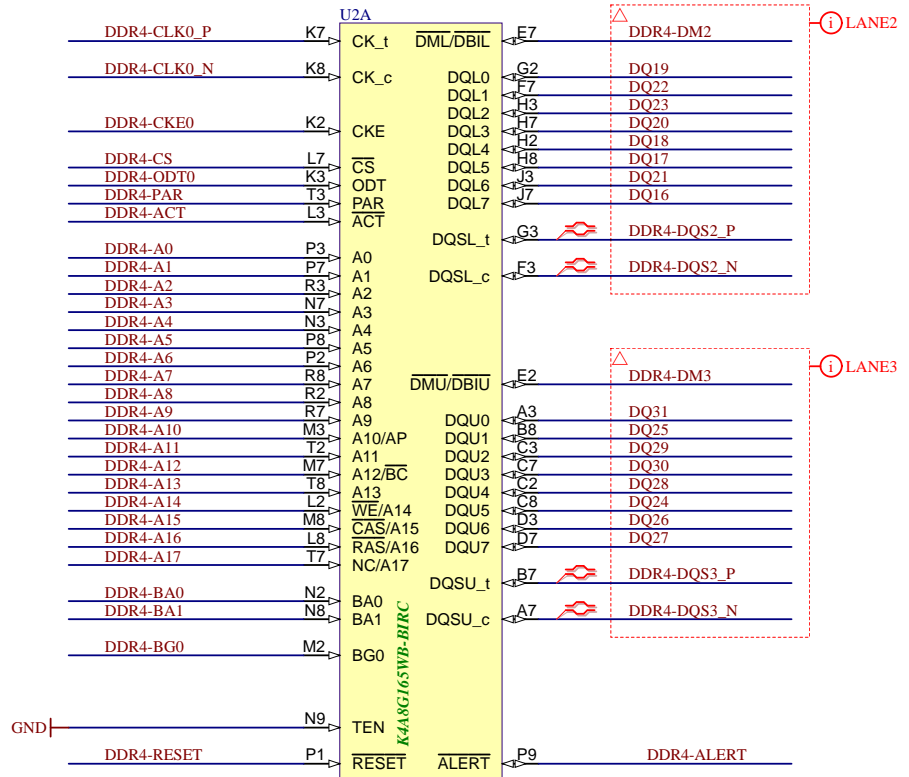 U2A
LANE2
DDR4-CLK0_P K7 CK_t DML/DBIL E7 DDR4-DM2
DDR4-CLK0_N K8 CK_c DQL0 G2 DQ19
DQL1 F7 DQ22
DQL2 H3 DQ23
DDR4-CKE0 K2 CKE DQL3 H7 DQ20
DQL4 H2 DQ18
DDR4-CS L7 CS DQL5 H8 DQ17
DDR4-ODT0 K3 ODT DQL6 J3 DQ21
DDR4-PAR T3 PAR DQL7 J7 DQ16
DDR4-ACT L3 ACT
DQSL_t G3 DDR4-DQS2_P
DDR4-A0 P3 A0
DDR4-A1 P7 A1 DQSL_c F3 DDR4-DQS2_N
DDR4-A2 R3 A2
DDR4-A3 N7 A3
DDR4-A4 N3 A4
DDR4-A5 P8 A5
DDR4-A6 P2 A6
LANE3
DDR4-A7 R8 A7 DMU/DBIU E2 DDR4-DM3
DDR4-A8 R2 A8
DDR4-A9 R7 A9 DQU0 A3 DQ31
DDR4-A10 M3 A10/AP DQU1 B8 DQ25
DDR4-A11 T2 A11 DQU2 C3 DQ29
DDR4-A12 M7 A12/BC DQU3 C7 DQ30
DDR4-A13 T8 A13 DQU4 C2 DQ28
DDR4-A14 L2 WE/A14 DQU5 C8 DQ24
DDR4-A15 M8 CAS/A15 DQU6 D3 DQ26
DDR4-A16 L8 RAS/A16 DQU7 D7 DQ27
DDR4-A17 T7 NC/A17
DQSU_t B7 DDR4-DQS3_P
DDR4-BA0 N2 BA0
DDR4-BA1 N8 BA1 DQSU_c A7 DDR4-DQS3_N
DDR4-BG0 M2 BG0
K4A8G165WB-BIRC
GND N9 TEN
DDR4-RESET P1 RESET ALERT P9 DDR4-ALERT